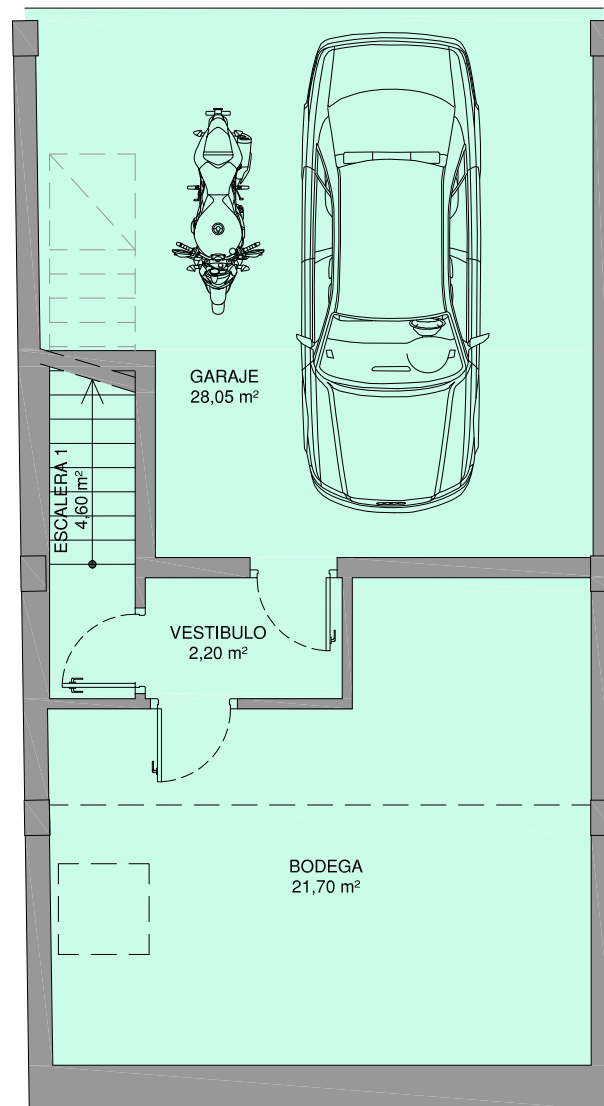 GARAJE
28,05 m²
ESCALERA 1
4,60 m²
VESTIBULO
2,20 m²
BODEGA
21,70 m²